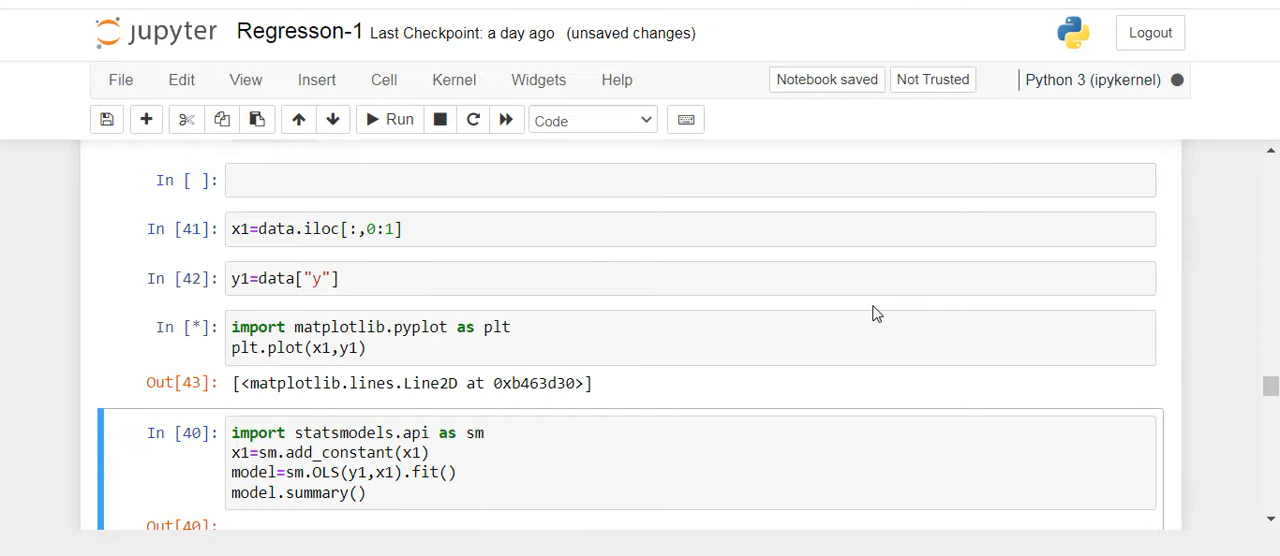 jupyter Regresson-1 Last Checkpoint: a day ago (unsaved changes) Logout
File Edit View Insert Cell Kernel Widgets Help Notebook saved Not Trusted Python 3 (ipykernel)
Run Code
In [ ]:
In [41]: x1=data.iloc[:,0:1]
In [42]: y1=data["y"]
In [*]: import matplotlib.pyplot as plt
plt.plot(x1,y1)
Out[43]: [<matplotlib.lines.Line2D at 0xb463d30>]
In [40]: import statsmodels.api as sm
x1=sm.add_constant(x1)
model=sm.OLS(y1,x1).fit()
model.summary()
Out[40]: